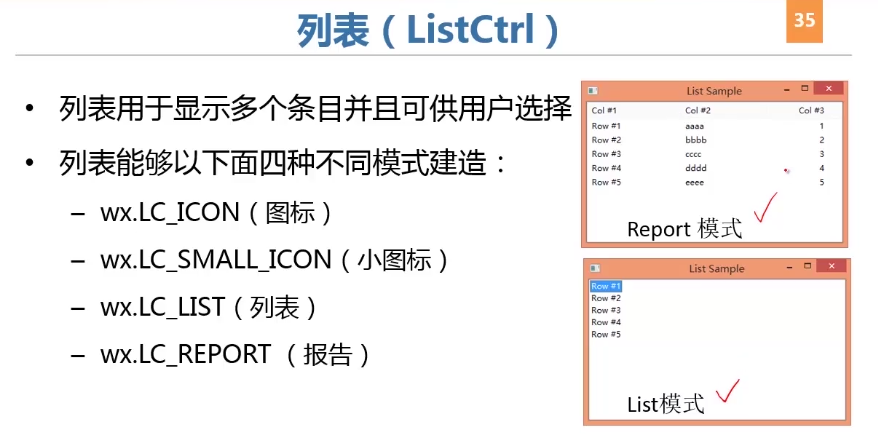 列表（ListCtrl）
35
• 列表用于显示多个条目并且可供用户选择
• 列表能够以下面四种不同模式建造：
– wx.LC_ICON（图标）
– wx.LC_SMALL_ICON（小图标）
– wx.LC_LIST（列表）
– wx.LC_REPORT （报告）
List Sample
Col #1 Col #2 Col #3
Row #1 aaaa 1
Row #2 bbbb 2
Row #3 cccc 3
Row #4 dddd 4
Row #5 eeee 5
Report 模式
List Sample
Row #1
Row #2
Row #3
Row #4
Row #5
List模式